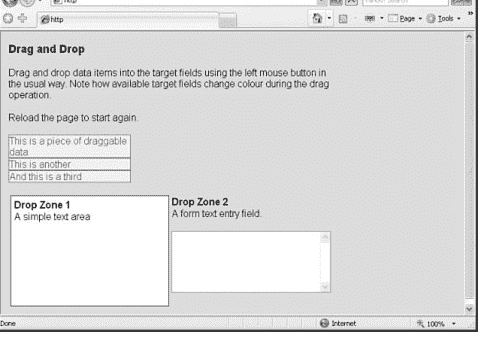 http
Yahoo! Search
http
Page
Tools
Drag and Drop
Drag and drop data items into the target fields using the left mouse button in
the usual way. Note how available target fields change colour during the drag
operation.
Reload the page to start again.
This is a piece of draggable
data
This is another
And this is a third
Drop Zone 1
A simple text area
Drop Zone 2
A form text entry field.
Done
Internet
100%